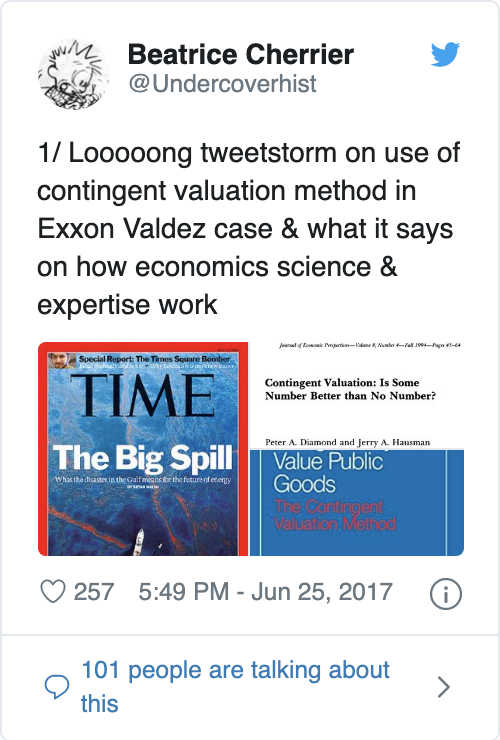 Beatrice Cherrier
@Undercoverhist
1/ Looooong tweetstorm on use of
contingent valuation method in
Exxon Valdez case & what it says
on how economics science &
expertise work
Special Report: The Times Square Bomber
TIME
The Big Spill
What the disaster in the Gulf means for the future of energy
BY BRYAN WALSH
Journal of Economic Perspectives—Volume 8, Number 4—Fall 1994—Pages 45–64
Contingent Valuation: Is Some
Number Better than No Number?
Peter A. Diamond and Jerry A. Hausman
Value Public
Goods
The Contingent
Valuation Method
257 5:49 PM - Jun 25, 2017
101 people are talking about
this